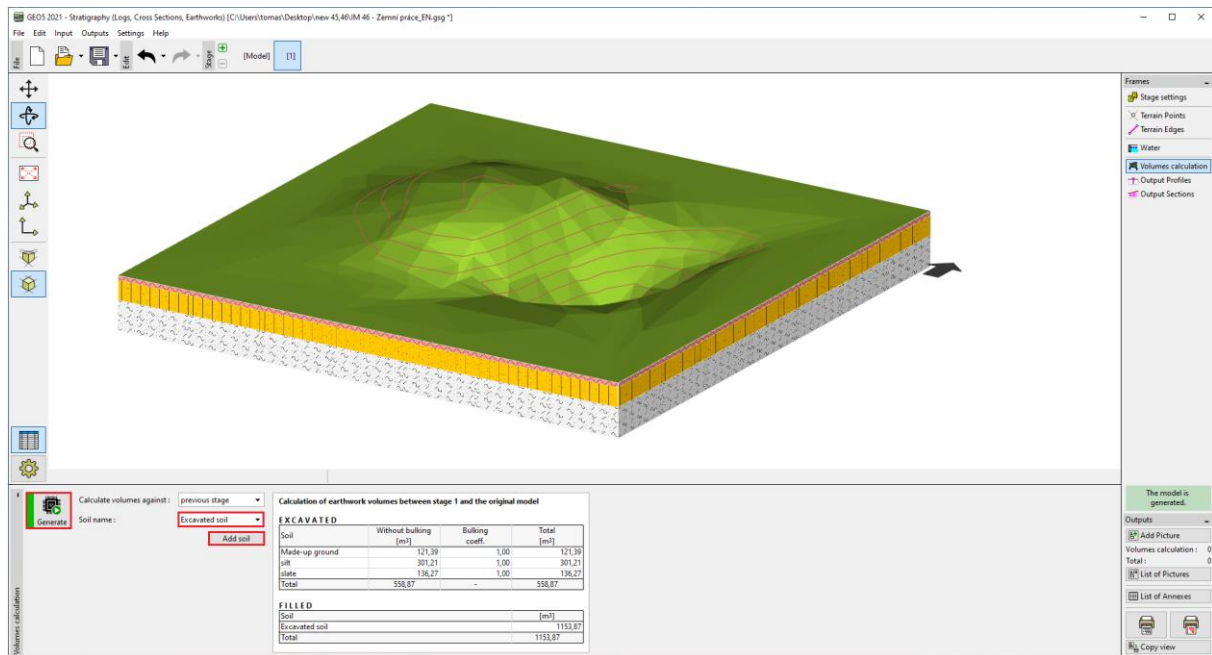 GEO5 2021 - Stratigraphy (Logs, Cross Sections, Earthworks) [C:\Users\tomas\Desktop\new 45,46\IM 46 - Zemní práce_EN.gsg *]
File Edit Input Outputs Settings Help
File
Edit
Stage
[Model] [1]
Frames
Stage settings
Terrain Points
Terrain Edges
Water
Volumes calculation
Output Profiles
Output Sections
Volumes calculation
Generate
Calculate volumes against : previous stage
Soil name : Excavated soil
Add soil
Calculation of earthwork volumes between stage 1 and the original model
EXCAVATED
Soil Without bulking Bulking Total
[m3] coeff. [m3]
Made-up ground 121,39 1,00 121,39
silt 301,21 1,00 301,21
slate 136,27 1,00 136,27
Total 558,87 - 558,87
FILLED
Soil [m3]
Excavated soil 1153,87
Total 1153,87
The model is
generated.
Outputs
Add Picture
Volumes calculation : 0
Total : 0
List of Pictures
List of Annexes
Copy view